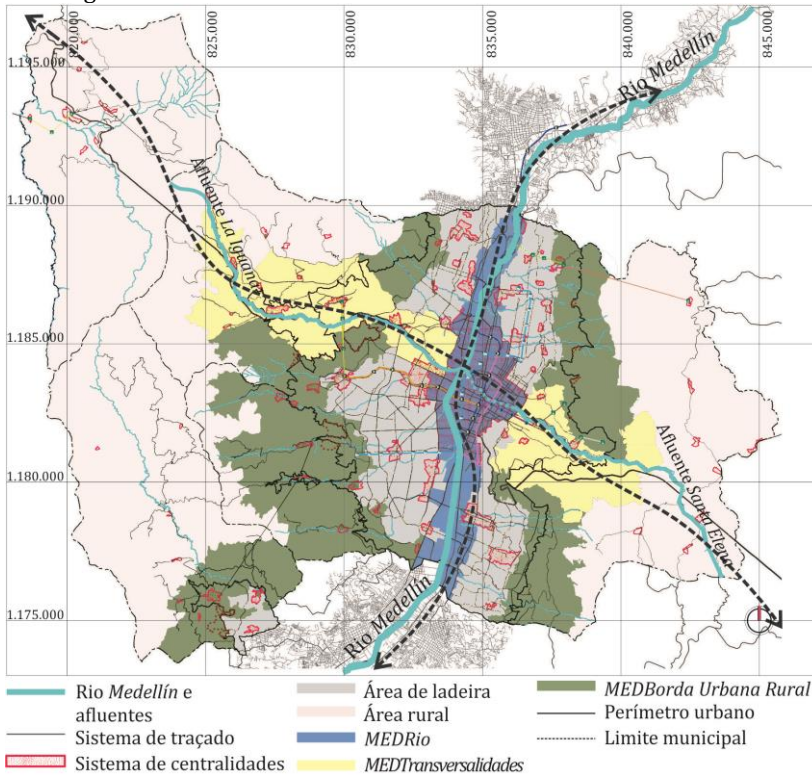 820.000
825.000
830.000
835.000
840.000
845.000
1.195.000
1.190.000
1.185.000
1.180.000
1.175.000
Rio Medellín
Afluente La Iguaná
Afluente Santa Elena
Rio Medellín
Rio Medellín e
afluentes
Sistema de traçado
Sistema de centralidades
Área de ladeira
Área rural
MEDRio
MEDTransversalidades
MEDBorda Urbana Rural
Perímetro urbano
Limite municipal